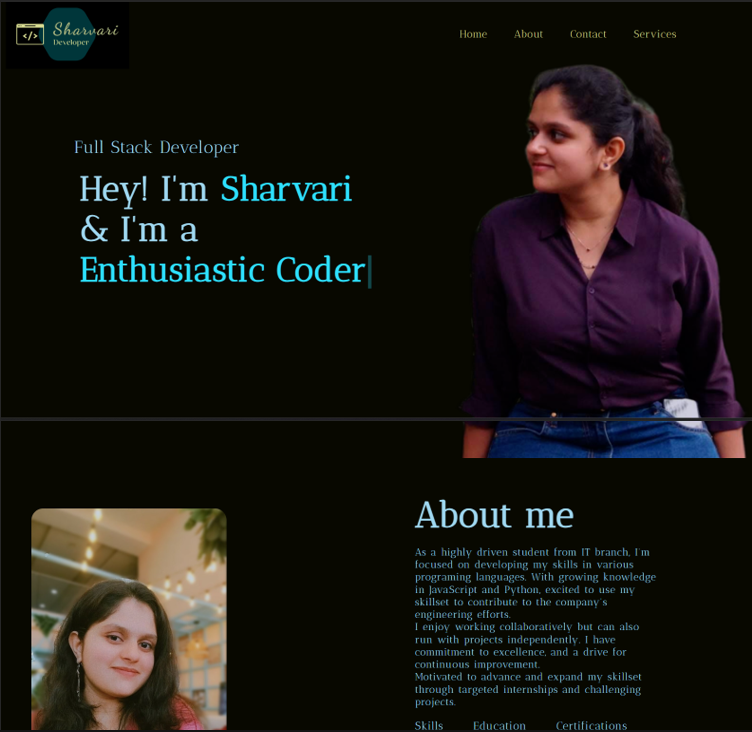 </>
Sharvari
Developer
Home About Contact Services
Full Stack Developer
Hey! I'm Sharvari
& I'm a
Enthusiastic Coder|
About me
As a highly driven student from IT branch, I'm
focused on developing my skills in various
programing languages. With growing knowledge
in JavaScript and Python, excited to use my
skillset to contribute to the company's
engineering efforts.
I enjoy working collaboratively but can also
run with projects independently. I have
commitment to excellence, and a drive for
continuous improvement.
Motivated to advance and expand my skillset
through targeted internships and challenging
projects.
Skills Education Certifications